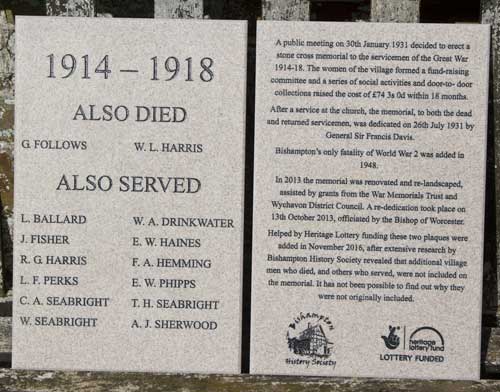 1914 – 1918
ALSO DIED
G. FOLLOWS W. L. HARRIS
ALSO SERVED
L. BALLARD W. A. DRINKWATER
J. FISHER E. W. HAINES
R. G. HARRIS F. A. HEMMING
L. F. PERKS E. W. PHIPPS
C. A. SEABRIGHT T. H. SEABRIGHT
W. SEABRIGHT A. J. SHERWOOD
A public meeting on 30th January 1931 decided to erect a
stone cross memorial to the servicemen of the Great War
1914-18. The women of the village formed a fund-raising
committee and a series of social activities and door-to- door
collections raised the cost of £74 3s 0d within 18 months.
After a service at the church, the memorial, to both the dead
and returned servicemen, was dedicated on 26th July 1931 by
General Sir Francis Davis.
Bishampton's only fatality of World War 2 was added in
1948.
In 2013 the memorial was renovated and re-landscaped,
assisted by grants from the War Memorials Trust and
Wychavon District Council. A re-dedication took place on
13th October 2013, officiated by the Bishop of Worcester.
Helped by Heritage Lottery funding these two plaques were
added in November 2016, after extensive research by
Bishampton History Society revealed that additional village
men who died, and others who served, were not included on
the memorial. It has not been possible to find out why they
were not originally included.
Bishampton
History Society
heritage
lottery fund
LOTTERY FUNDED